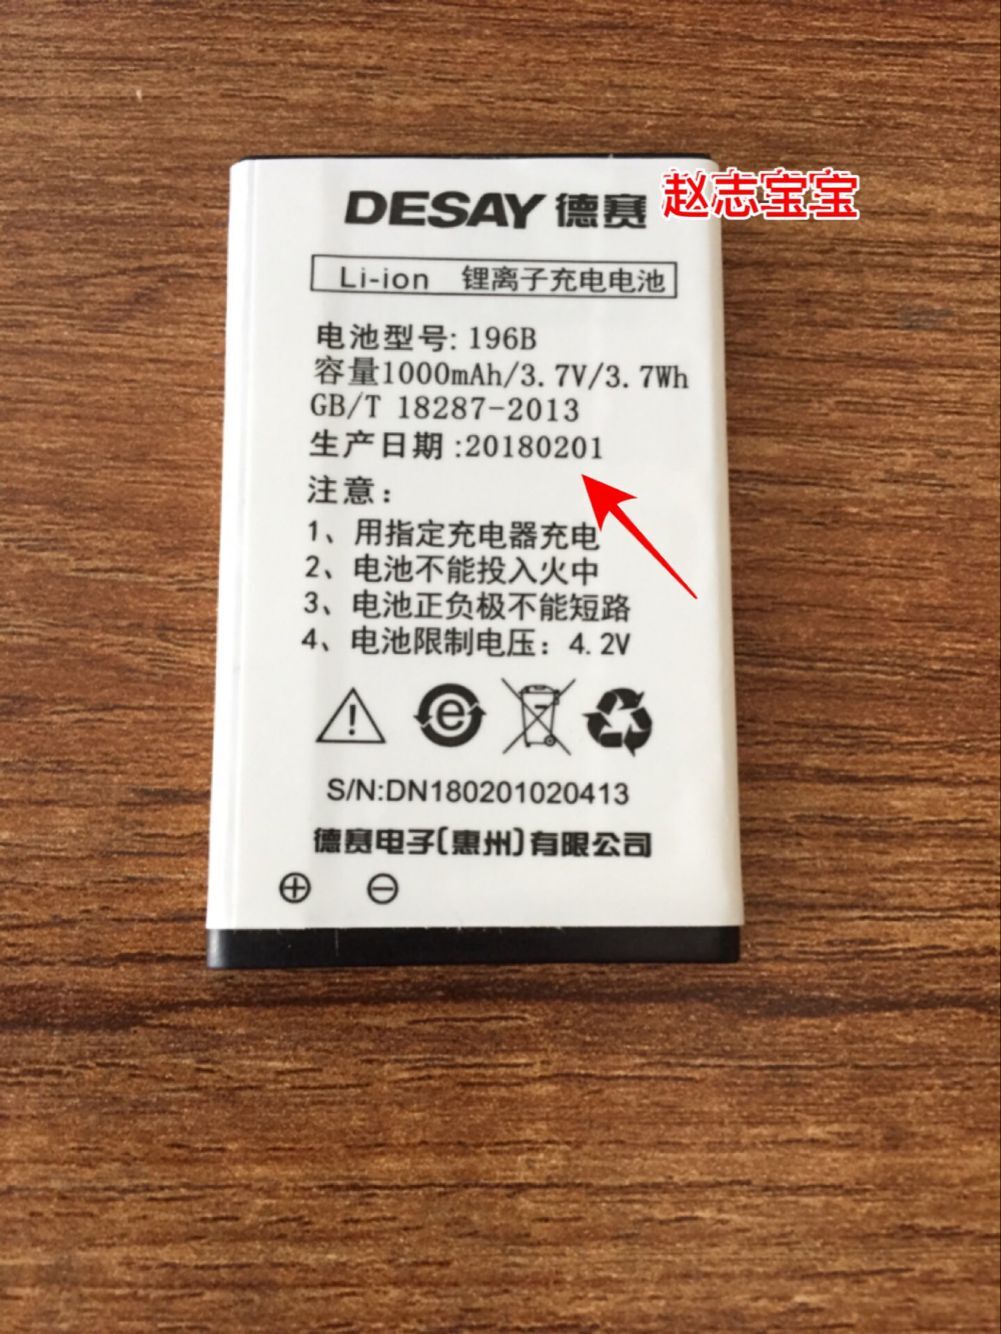 DESAY 德赛
赵志宝宝
Li-ion 锂离子充电电池
电池型号: 196B
容量1000mAh/3.7V/3.7Wh
GB/T 18287-2013
生产日期:20180201
注意：
1、用指定充电器充电
2、电池不能投入火中
3、电池正负极不能短路
4、电池限制电压：4.2V
S/N:DN180201020413
德赛电子(惠州)有限公司